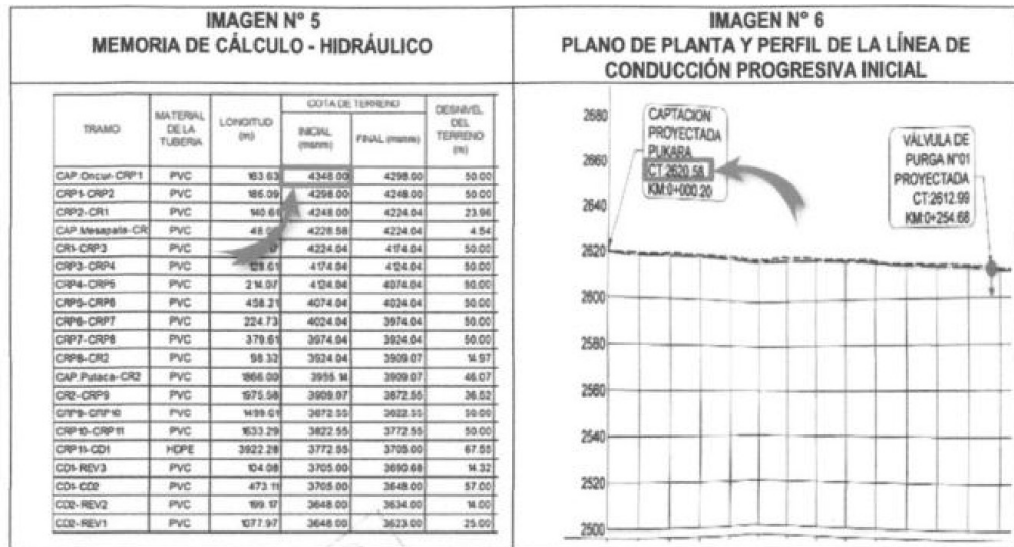 IMAGEN N° 5
MEMORIA DE CÁLCULO - HIDRÁULICO
TRAMO MATERIAL DE LA TUBERIA LONGITUD (m) COTA DE TERRENO INICIAL (msnm) FINAL (msnm) DESNIVEL DEL TERRENO (m)
CAP.Oncur-CRP1 PVC 163.63 4348.00 4298.00 50.00
CRP1-CRP2 PVC 186.09 4298.00 4248.00 50.00
CRP2-CR1 PVC 140.61 4248.00 4224.04 23.96
CAP.Mesapata-CR PVC 4228.58 4224.04 4.54
CR1-CRP3 PVC 4224.04 4174.04 50.00
CRP3-CRP4 PVC 128.61 4174.04 4124.04 50.00
CRP4-CRP5 PVC 214.07 4124.04 4074.04 50.00
CRP5-CRP6 PVC 458.21 4074.04 4024.04 50.00
CRP6-CRP7 PVC 224.73 4024.04 3974.04 50.00
CRP7-CRP8 PVC 379.61 3974.04 3924.04 50.00
CRP8-CR2 PVC 98.32 3924.04 3909.07 14.97
CAP.Putaca-CR2 PVC 1866.00 3955.14 3909.07 46.07
CR2-CRP9 PVC 1975.58 3909.07 3872.55 36.52
CRP9-CRP10 PVC 1499.61 3872.55 3822.55 50.00
CRP10-CRP11 PVC 1633.29 3822.55 3772.55 50.00
CRP11-CD1 HDPE 3922.28 3772.55 3705.00 67.55
CD1-REV3 PVC 104.08 3705.00 3690.68 14.32
CD1-CD2 PVC 473.11 3705.00 3648.00 57.00
CD2-REV2 PVC 199.17 3648.00 3634.00 14.00
CD2-REV1 PVC 1077.97 3648.00 3623.00 25.00
IMAGEN N° 6
PLANO DE PLANTA Y PERFIL DE LA LÍNEA DE
CONDUCCIÓN PROGRESIVA INICIAL
CAPTACION
PROYECTADA
PUKARA
CT:2620.58
KM:0+000.20
VÁLVULA DE
PURGA N°01
PROYECTADA
CT:2612.99
KM:0+254.68
2680
2660
2640
2620
2600
2580
2560
2540
2520
2500